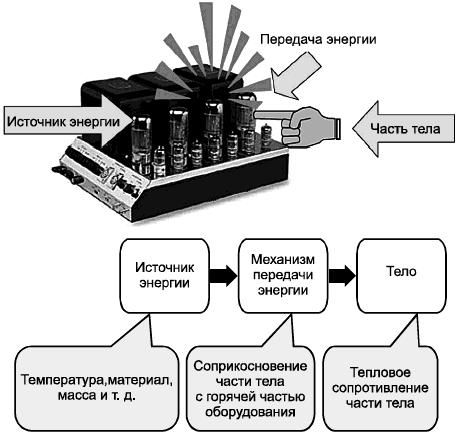 Передача энергии
Источник энергии
Часть тела
Источник
энергии
Механизм
передачи
энергии
Тело
Температура,материал,
масса и т. д.
Соприкосновение
части тела
с горячей частью
оборудования
Тепловое
сопротивление
части тела